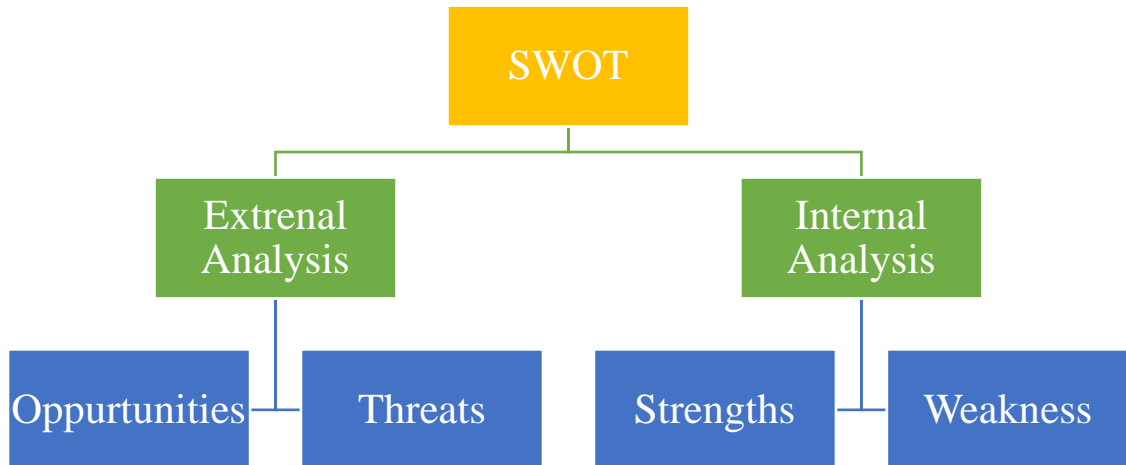 SWOT
Extrenal
Analysis
Internal
Analysis
Oppurtunities
Threats
Strengths
Weakness